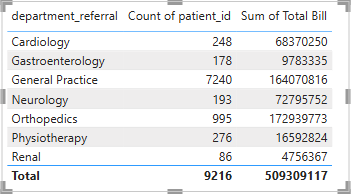 department_referral Count of patient_id Sum of Total Bill
Cardiology 248 68370250
Gastroenterology 178 9783335
General Practice 7240 164070816
Neurology 193 72795752
Orthopedics 995 172939773
Physiotherapy 276 16592824
Renal 86 4756367
Total 9216 509309117